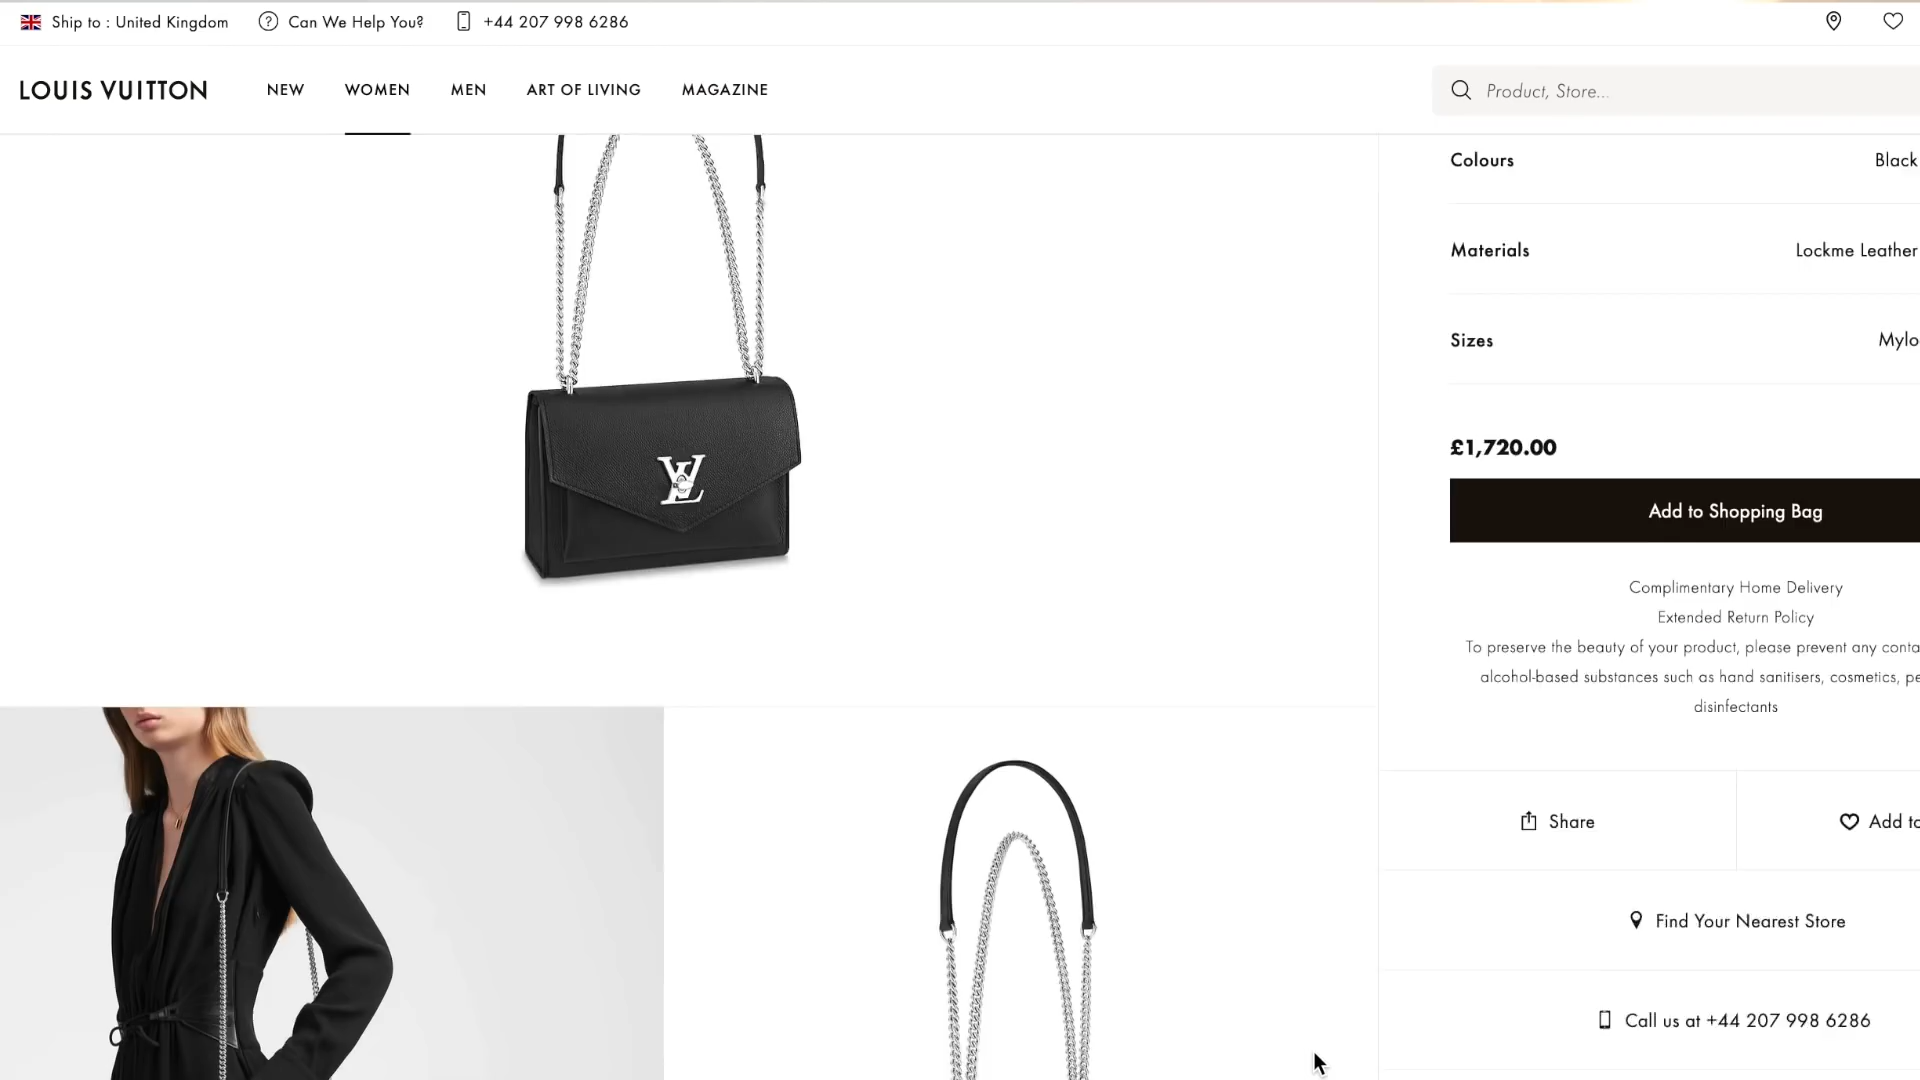 Ship to : United Kingdom
Can We Help You?
+44 207 998 6286
LOUIS VUITTON
NEW
WOMEN
MEN
ART OF LIVING
MAGAZINE
Product, Store...
Colours
Black
Materials
Lockme Leather
Sizes
£1,720.00
Add to Shopping Bag
Complimentary Home Delivery
Extended Return Policy
To preserve the beauty of your product, please prevent any
alcohol-based substances such as hand sanitisers, cosmetics,
disinfectants
LV
Share
Add
Find Your Nearest Store
Call us at +44 207 998 6286